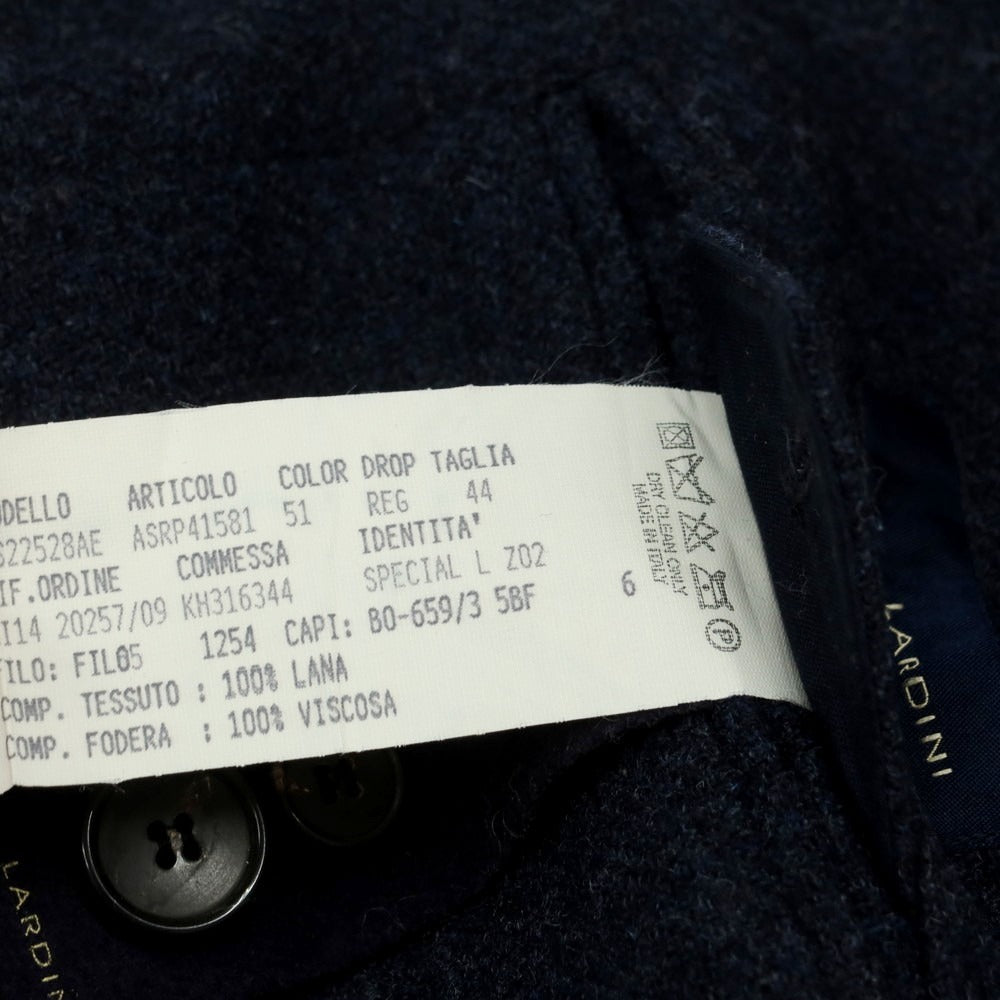 ODELLO ARTICOLO COLOR DROP TAGLIA
S22528AE ASRP41581 51 REG 44
IF.ORDINE COMMESSA IDENTITA'
I14 20257/09 KH316344 SPECIAL L Z02
FILO: FIL05 1254 CAPI: BO-659/3 5BF 6
COMP. TESSUTO : 100% LANA
COMP. FODERA : 100% VISCOSA
DRY CLEAN ONLY
MADE IN ITALY
P
LARDINI
LARDINI